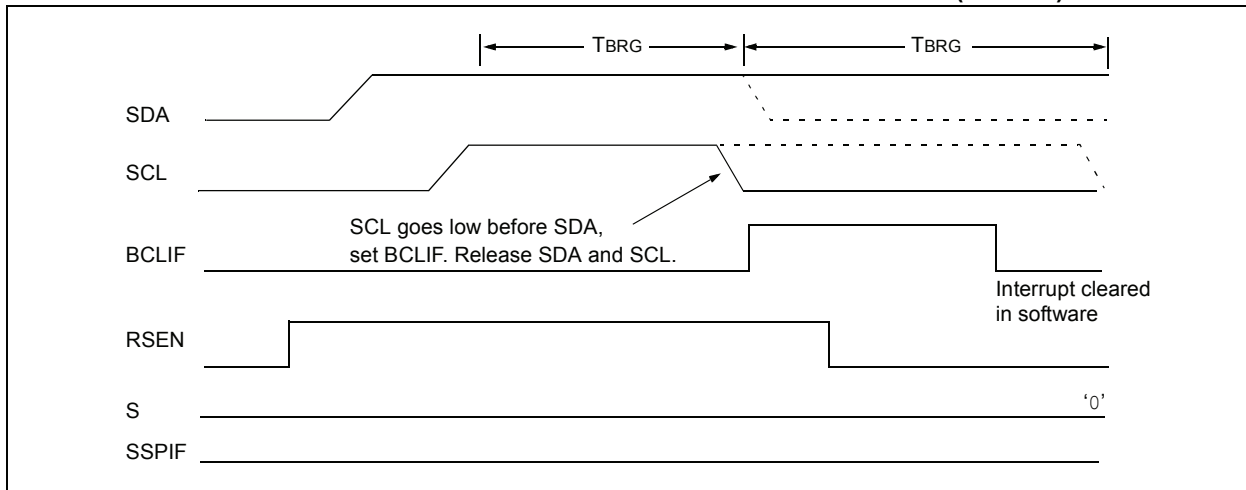 TBRG TBRG
SDA
SCL
SCL goes low before SDA,
set BCLIF. Release SDA and SCL.
BCLIF
Interrupt cleared
in software
RSEN
S '0'
SSPIF